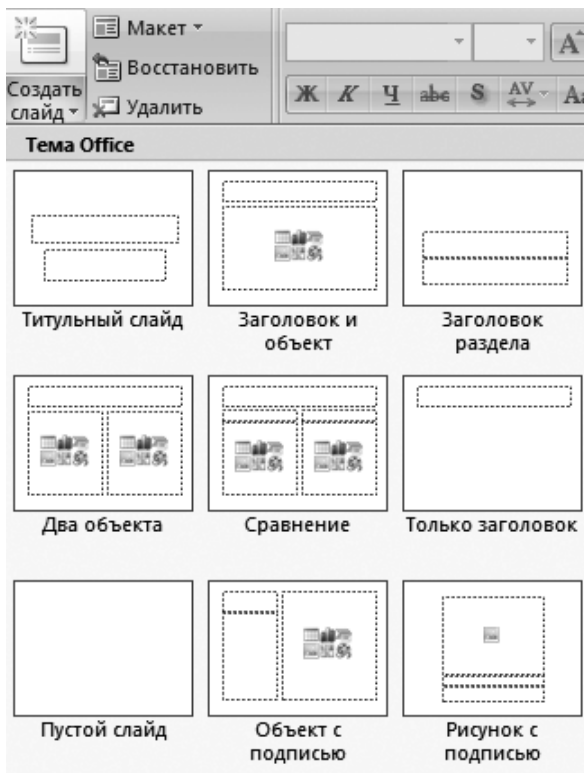 Макет
Восстановить
Создать
слайд
Удалить
Ж К Ч abc S AV Aa
A
Тема Office
Титульный слайд
Заголовок и
объект
Заголовок
раздела
Два объекта
Сравнение
Только заголовок
Пустой слайд
Объект с
подписью
Рисунок с
подписью